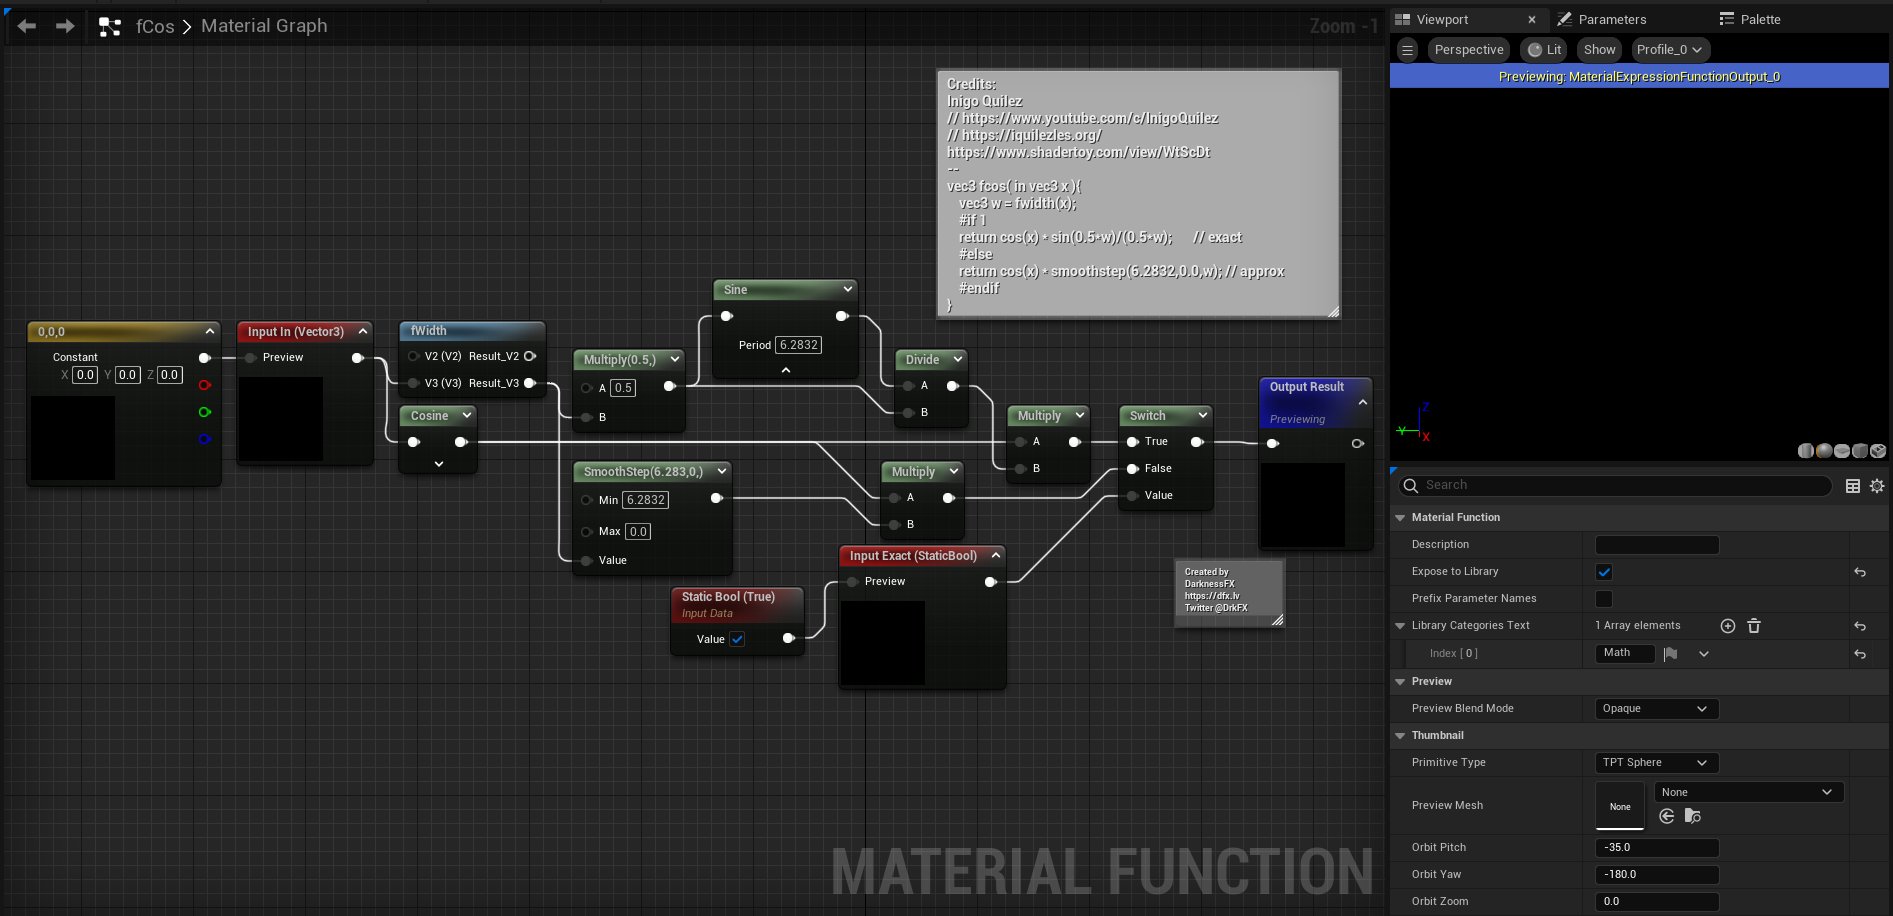 fCos > Material Graph
Zoom -1
Credits:
Inigo Quilez
// https://www.youtube.com/c/InigoQuilez
// https://iquilezles.org/
https://www.shadertoy.com/view/WtScDt
--
vec3 fcos( in vec3 x ){
vec3 w = fwidth(x);
#if 1
return cos(x) * sin(0.5*w)/(0.5*w); // exact
#else
return cos(x) * smoothstep(6.2832,0.0,w); // approx
#endif
}
0,0,0
Constant
X 0.0 Y 0.0 Z 0.0
Input In (Vector3)
Preview
fWidth
V2 (V2) Result_V2
V3 (V3) Result_V3
Cosine
Multiply(0.5,)
A 0.5
B
Sine
Period 6.2832
Divide
A
B
SmoothStep(6.283,0,)
Min 6.2832
Max 0.0
Value
Multiply
A
B
Multiply
A
B
Switch
True
False
Value
Output Result
Previewing
Static Bool (True)
Input Data
Value
Input Exact (StaticBool)
Preview
Created by
DarknessFX
https://dfx.lv
Twitter @DrkFX
MATERIAL FUNCTION
Viewport ×
Parameters
Palette
Perspective
Lit
Show
Profile_0
Previewing: MaterialExpressionFunctionOutput_0
Z
Y
X
Search
Material Function
Description
Expose to Library
Prefix Parameter Names
Library Categories Text 1 Array elements
Index [ 0 ] Math
Preview
Preview Blend Mode Opaque
Thumbnail
Primitive Type TPT Sphere
Preview Mesh None None
Orbit Pitch -35.0
Orbit Yaw -180.0
Orbit Zoom 0.0